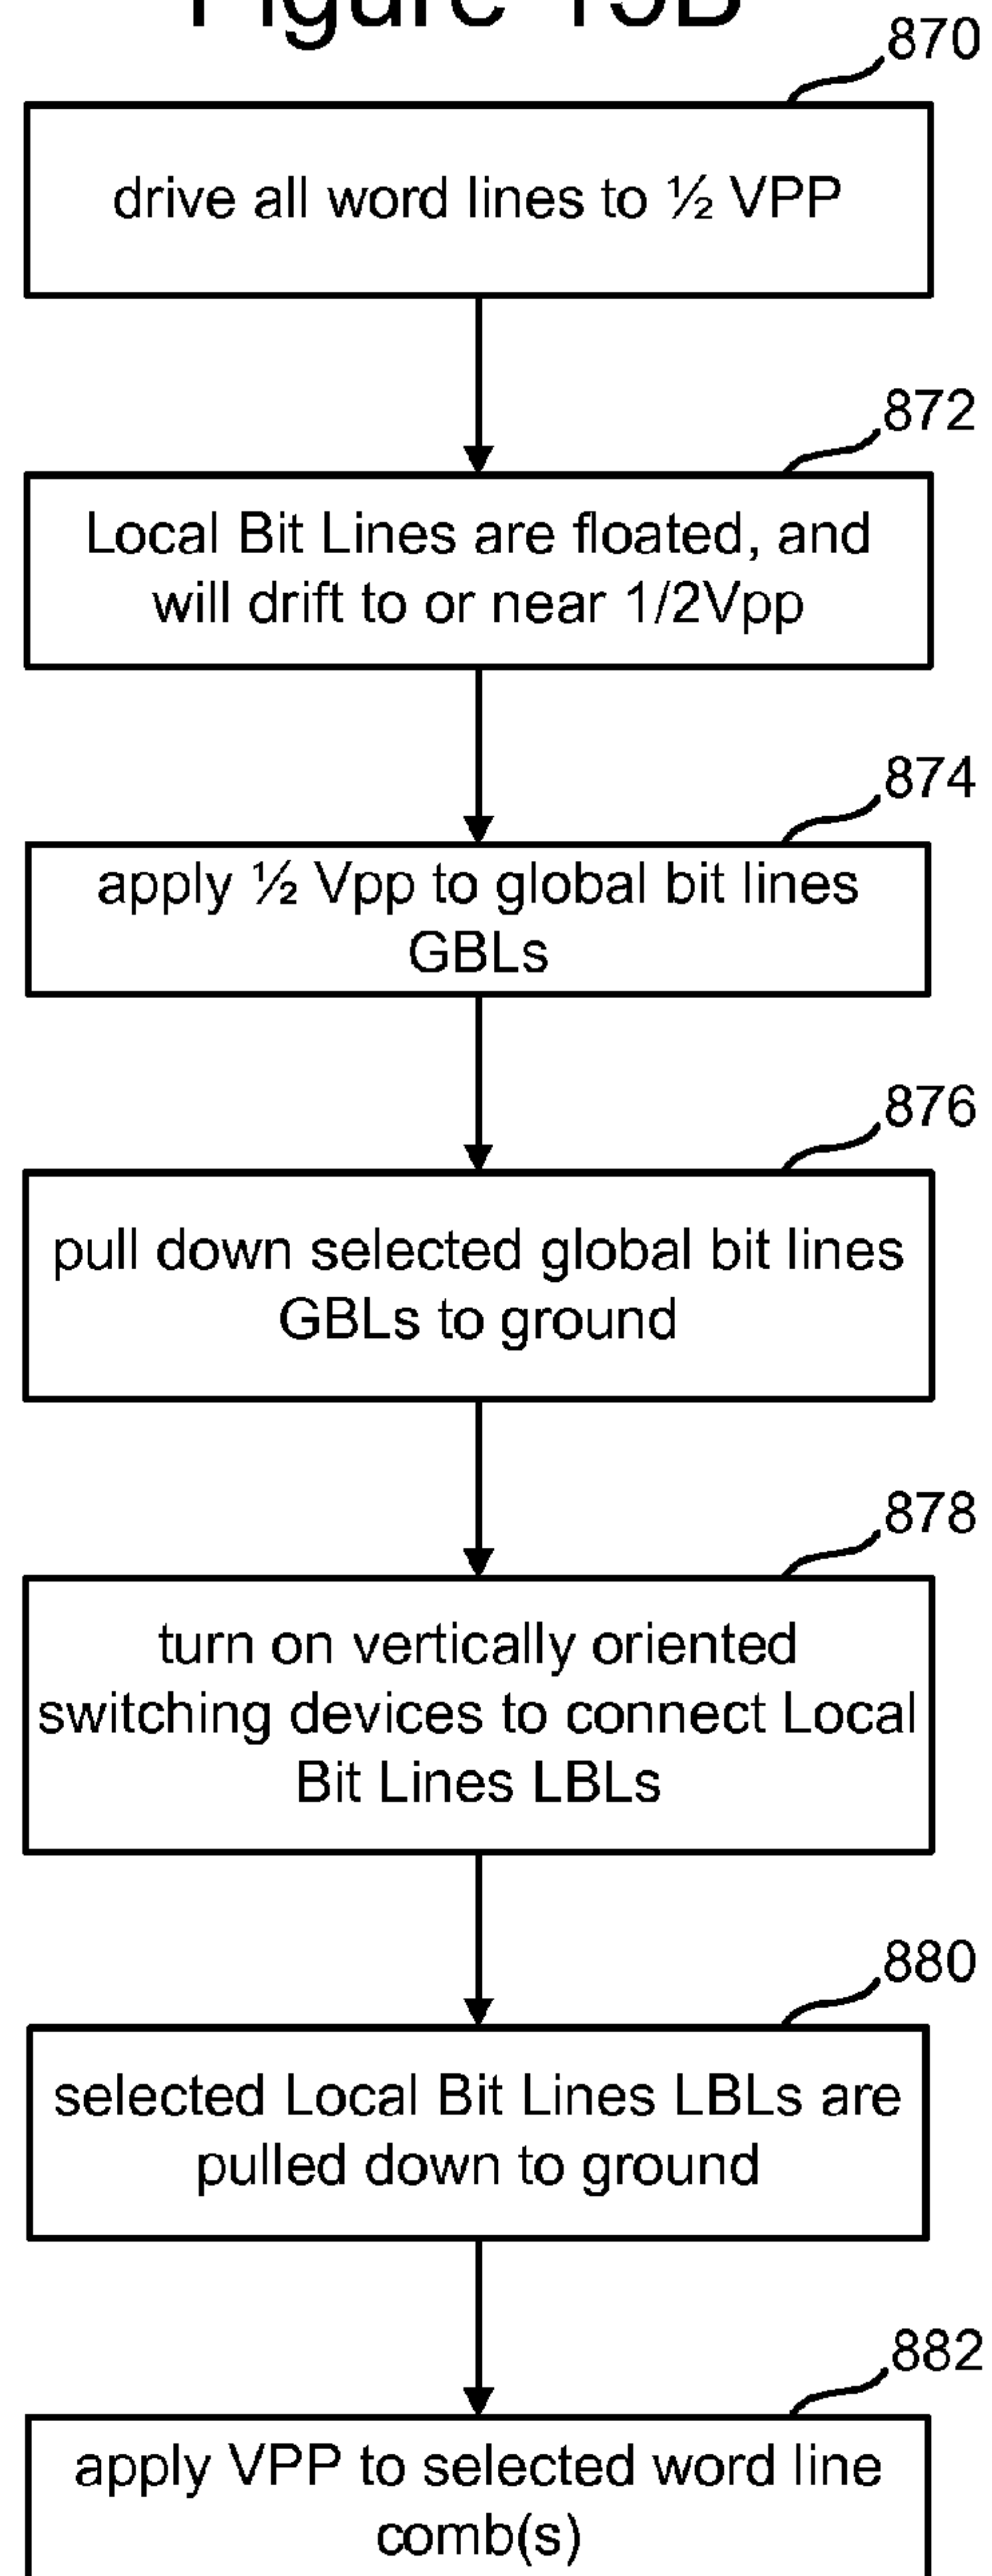 Figure 15B
870
drive all word lines to ½ VPP
872
Local Bit Lines are floated, and
will drift to or near 1/2Vpp
874
apply ½ Vpp to global bit lines
GBLs
876
pull down selected global bit lines
GBLs to ground
878
turn on vertically oriented
switching devices to connect Local
Bit Lines LBLs
880
selected Local Bit Lines LBLs are
pulled down to ground
882
apply VPP to selected word line
comb(s)